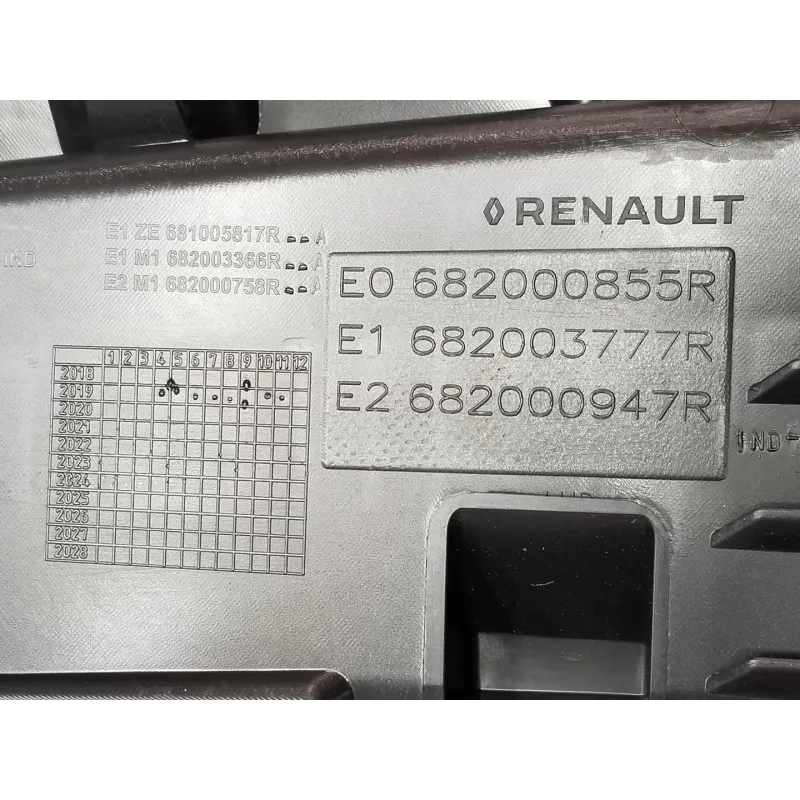 RENAULT
E1 ZE 681005817R A
E1 M1 682003366R A
E2 M1 682000758R A
IND
E0 682000855R
E1 682003777R
E2 682000947R
IND
1 2 3 4 5 6 7 8 9 10 11 12
2018
2019
2020
2021
2022
2023
2024
2025
2026
2027
2028